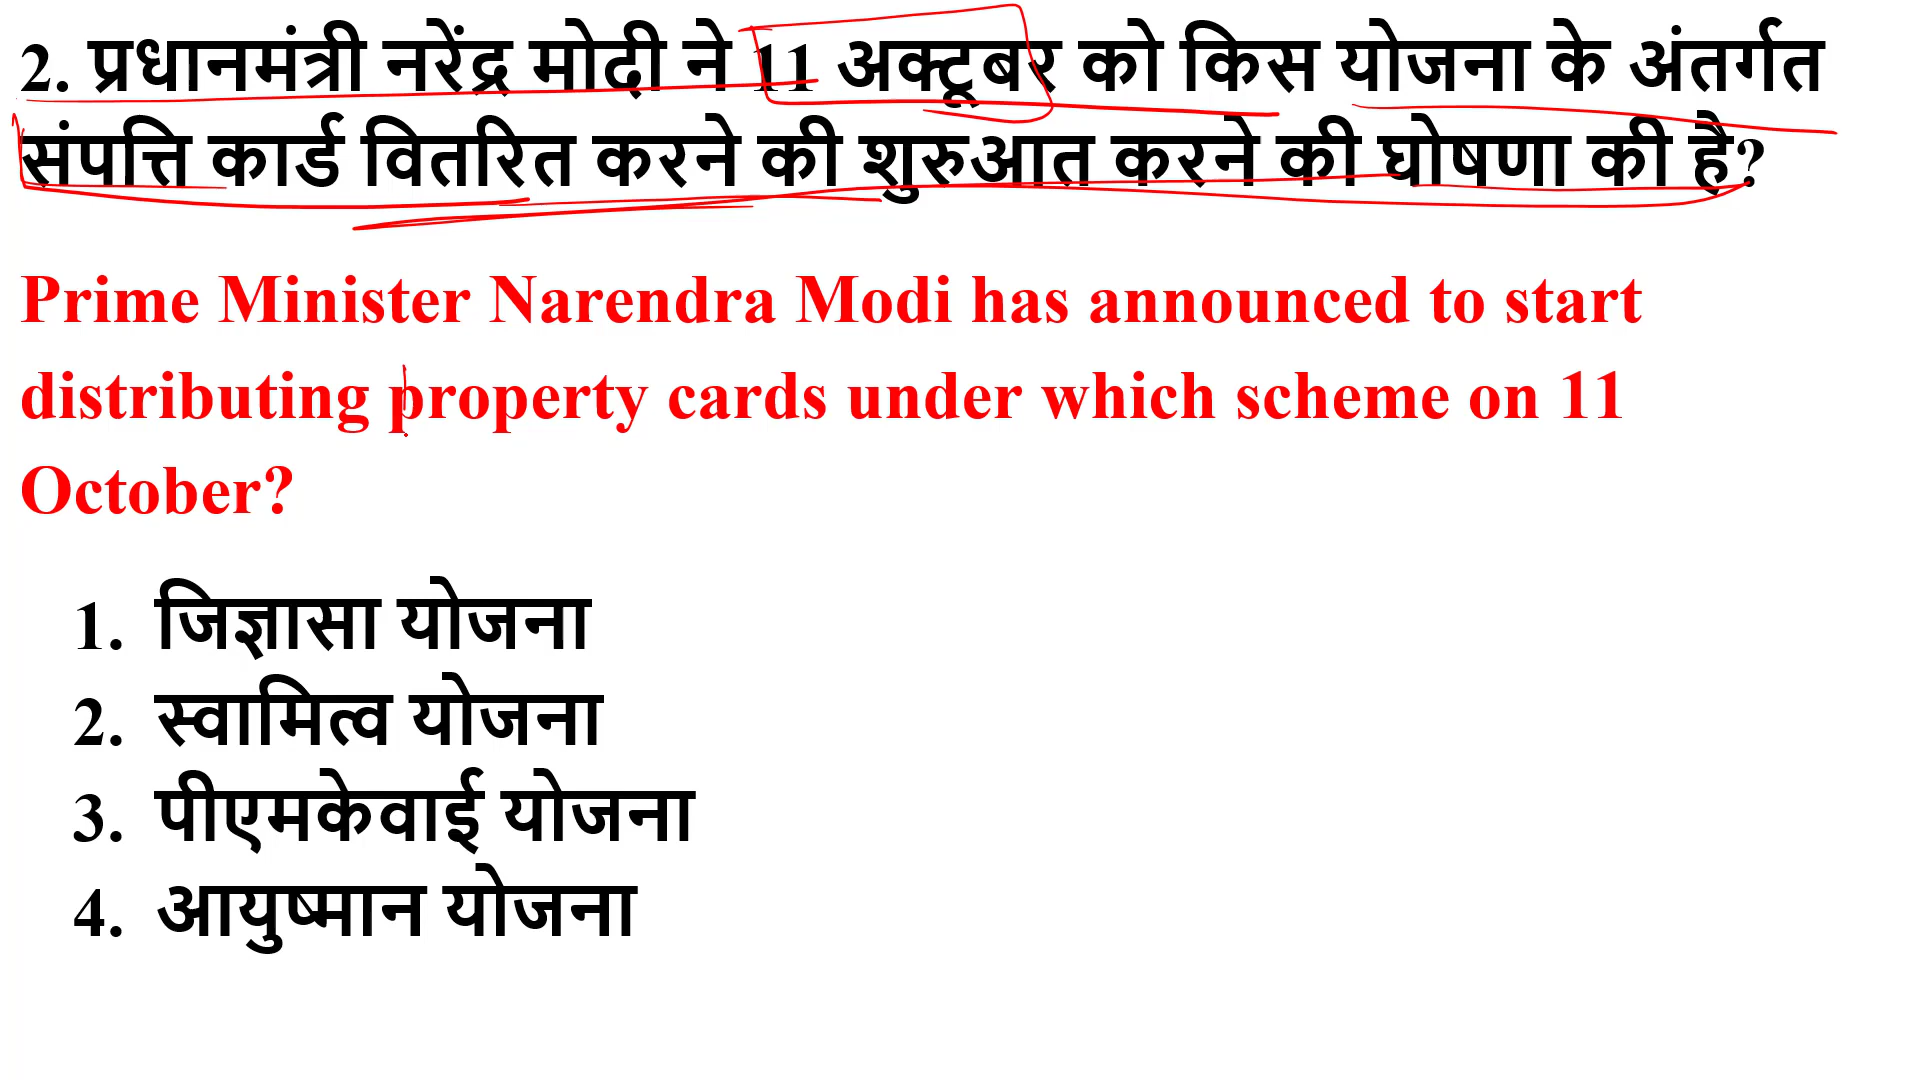 2. प्रधानमंत्री नरेंद्र मोदी ने 11 अक्टूबर को किस योजना के अंतर्गत
संपत्ति कार्ड वितरित करने की शुरुआत करने की घोषणा की है?
Prime Minister Narendra Modi has announced to start
distributing property cards under which scheme on 11
October?
1. जिज्ञासा योजना
2. स्वामित्व योजना
3. पीएमकेवाई योजना
4. आयुष्मान योजना